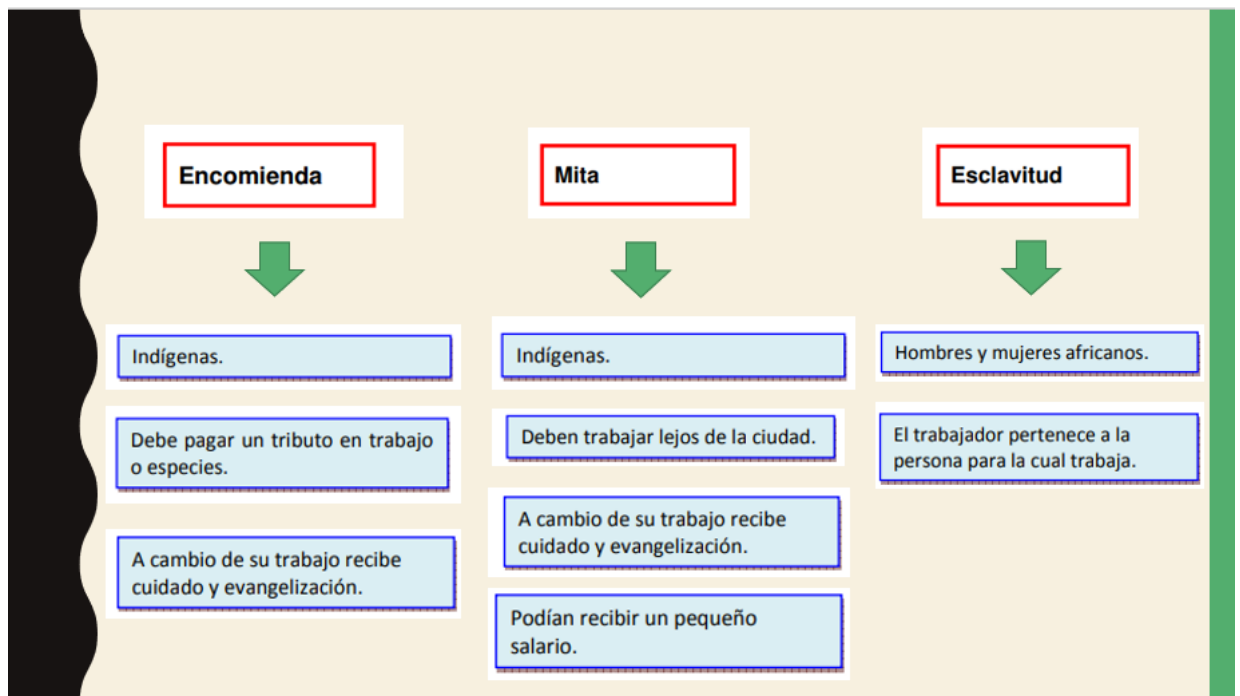 Encomienda
Indígenas.
Debe pagar un tributo en trabajo
o especies.
A cambio de su trabajo recibe
cuidado y evangelización.
Mita
Indígenas.
Deben trabajar lejos de la ciudad.
A cambio de su trabajo recibe
cuidado y evangelización.
Podían recibir un pequeño
salario.
Esclavitud
Hombres y mujeres africanos.
El trabajador pertenece a la
persona para la cual trabaja.